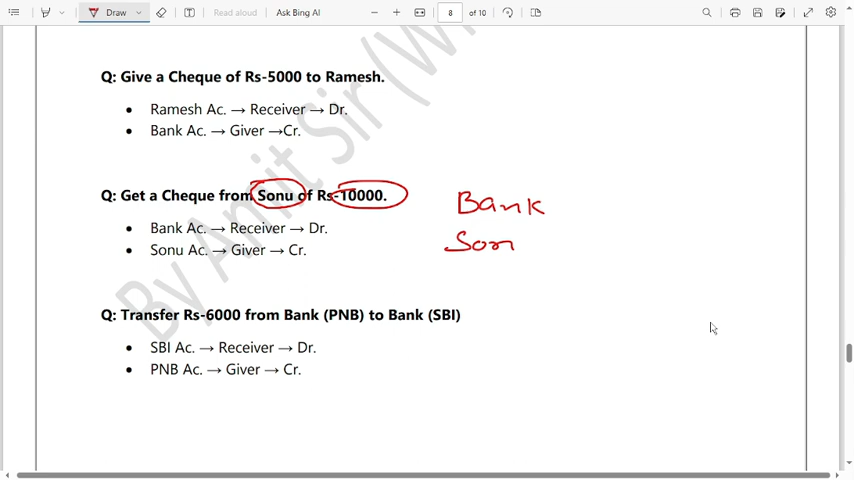 Draw
Read aloud
Ask Bing AI
8
of 10
Q: Give a Cheque of Rs-5000 to Ramesh.
• Ramesh Ac. → Receiver → Dr.
• Bank Ac. → Giver →Cr.
Q: Get a Cheque from Sonu of Rs-10000.
Bank
• Bank Ac. → Receiver → Dr.
Son
• Sonu Ac. → Giver → Cr.
Q: Transfer Rs-6000 from Bank (PNB) to Bank (SBI)
• SBI Ac. → Receiver → Dr.
• PNB Ac. → Giver → Cr.
By Amit Sir (W